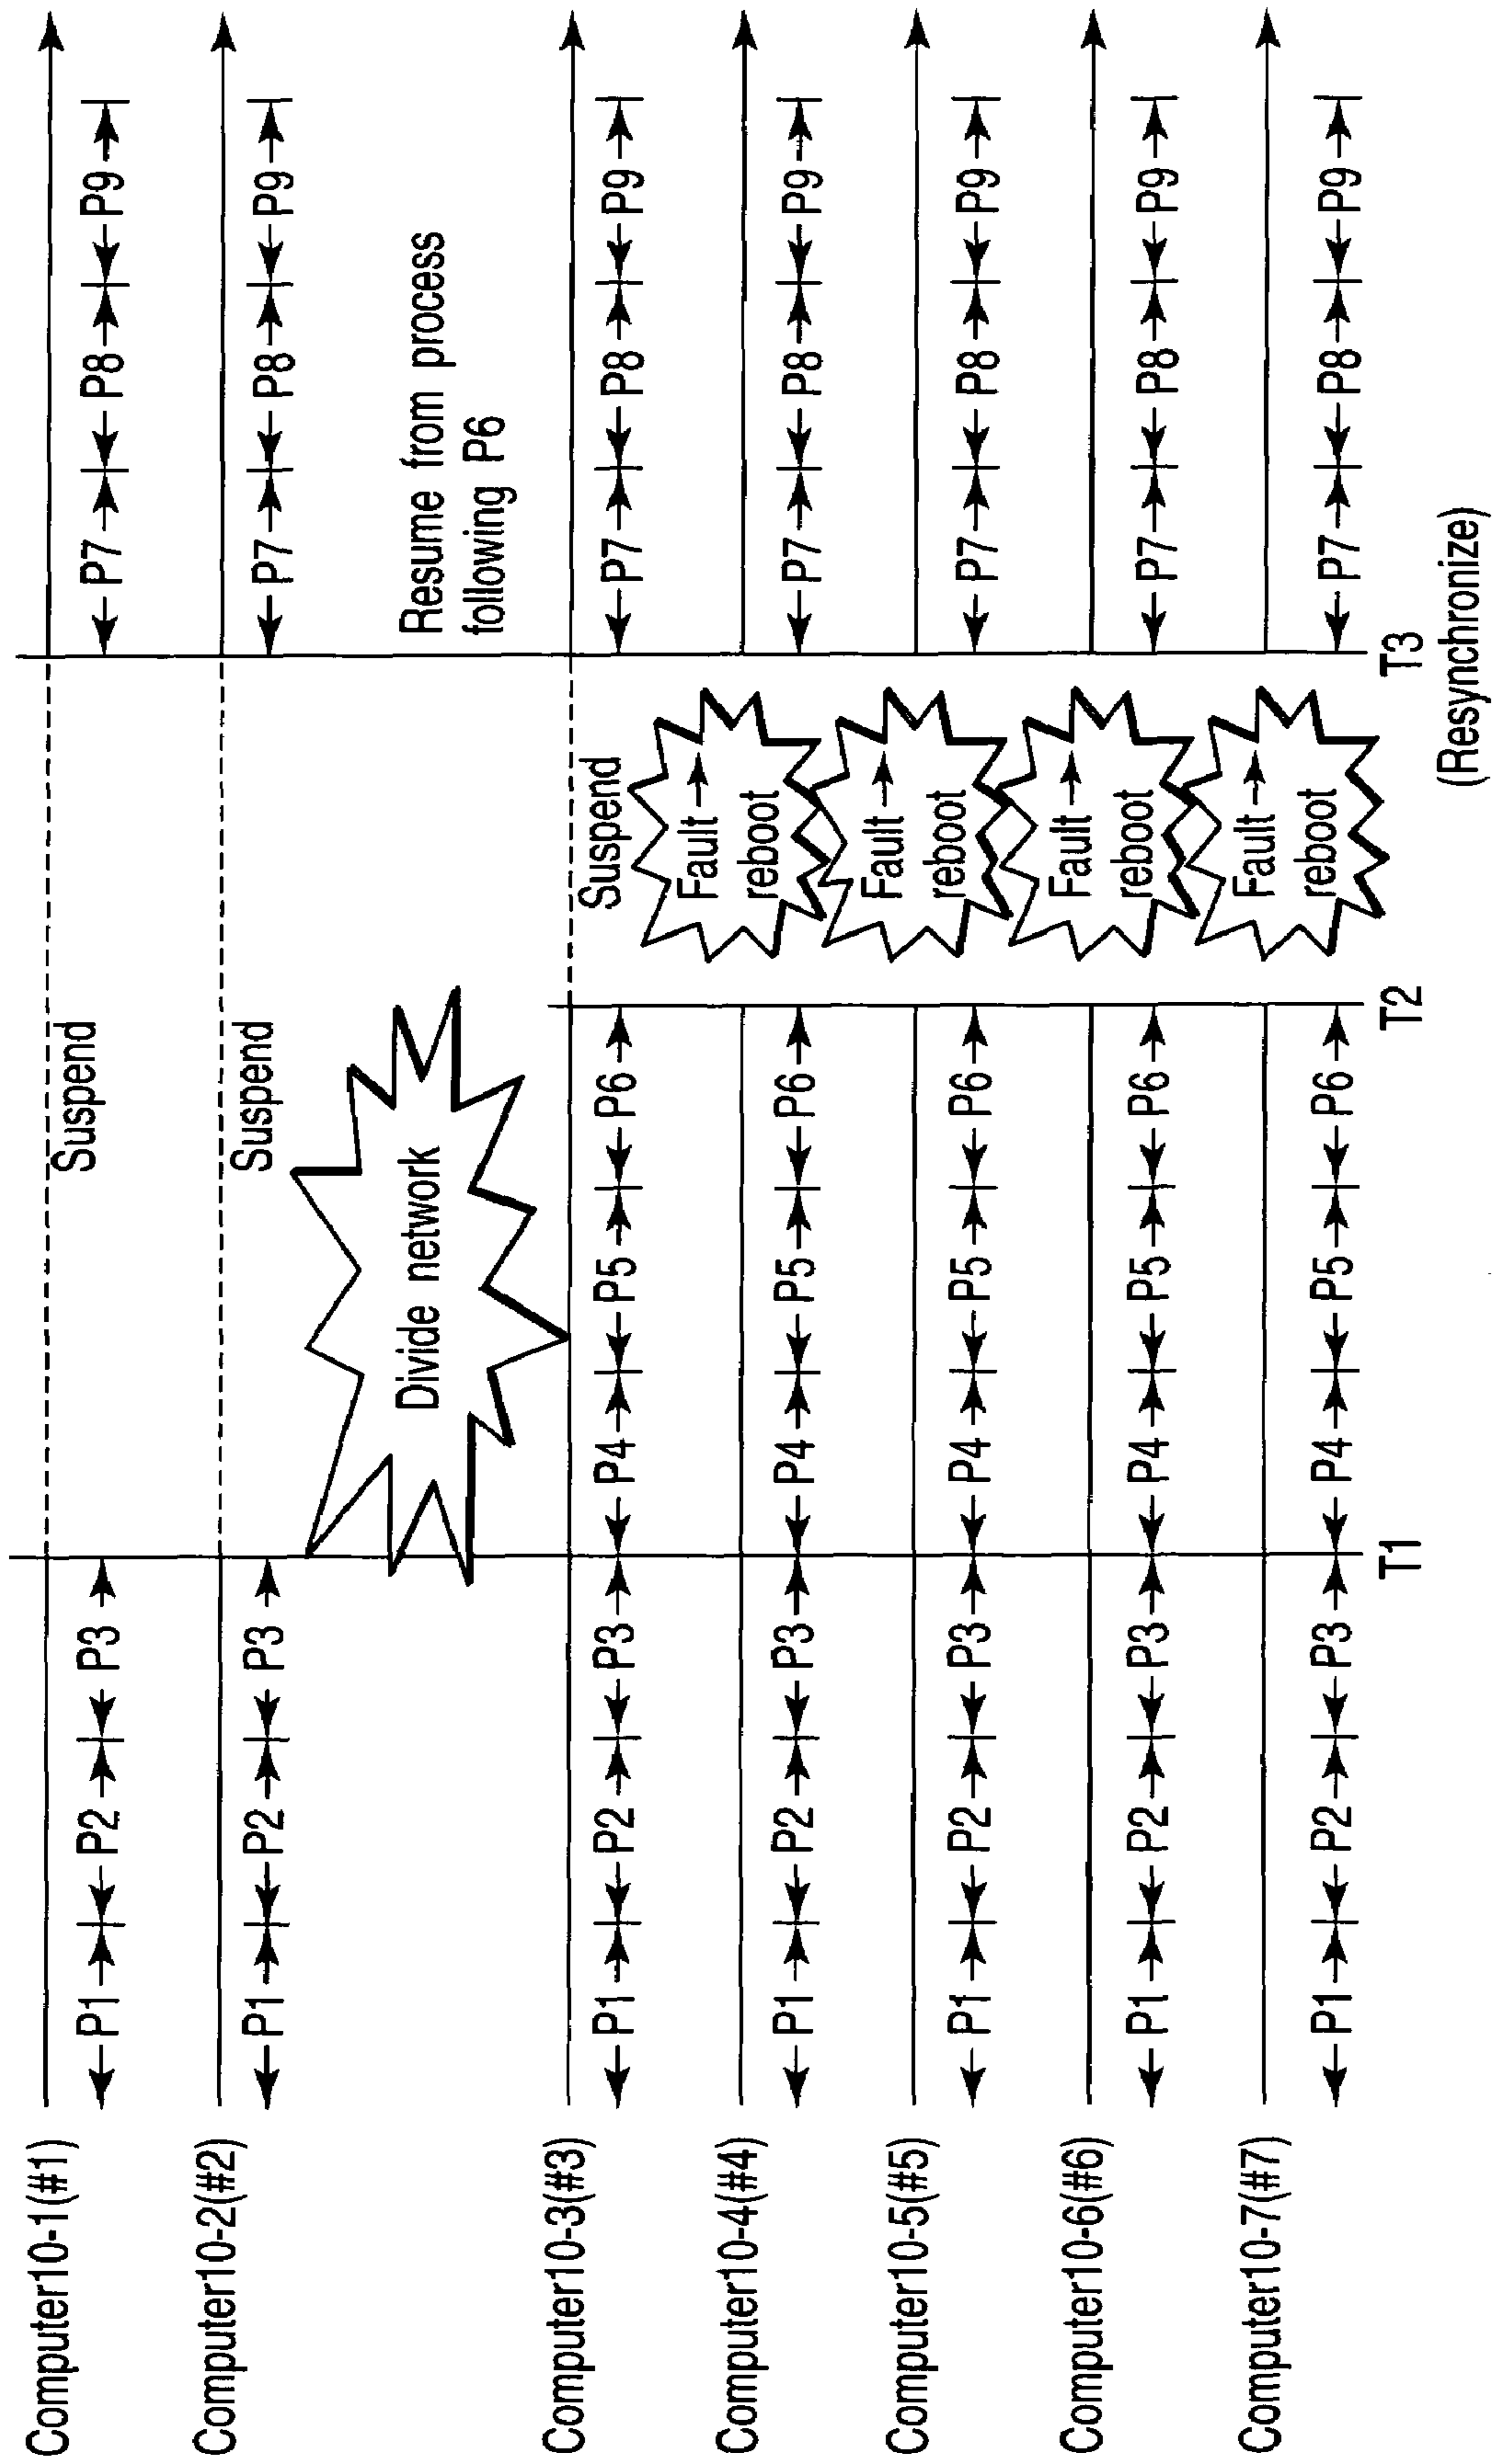 Computer10-1(#1)
P1 P2 P3
Suspend
P7 P8 P9
Computer10-2(#2)
P1 P2 P3
Suspend
P7 P8 P9
Divide network
Resume from process
following P6
Computer10-3(#3)
P1 P2 P3 P4 P5 P6
Suspend
P7 P8 P9
Computer10-4(#4)
P1 P2 P3 P4 P5 P6
Fault
reboot
P7 P8 P9
Computer10-5(#5)
P1 P2 P3 P4 P5 P6
Fault
reboot
P7 P8 P9
Computer10-6(#6)
P1 P2 P3 P4 P5 P6
Fault
reboot
P7 P8 P9
Computer10-7(#7)
P1 P2 P3 P4 P5 P6
Fault
reboot
P7 P8 P9
T1 T2 T3
(Resynchronize)